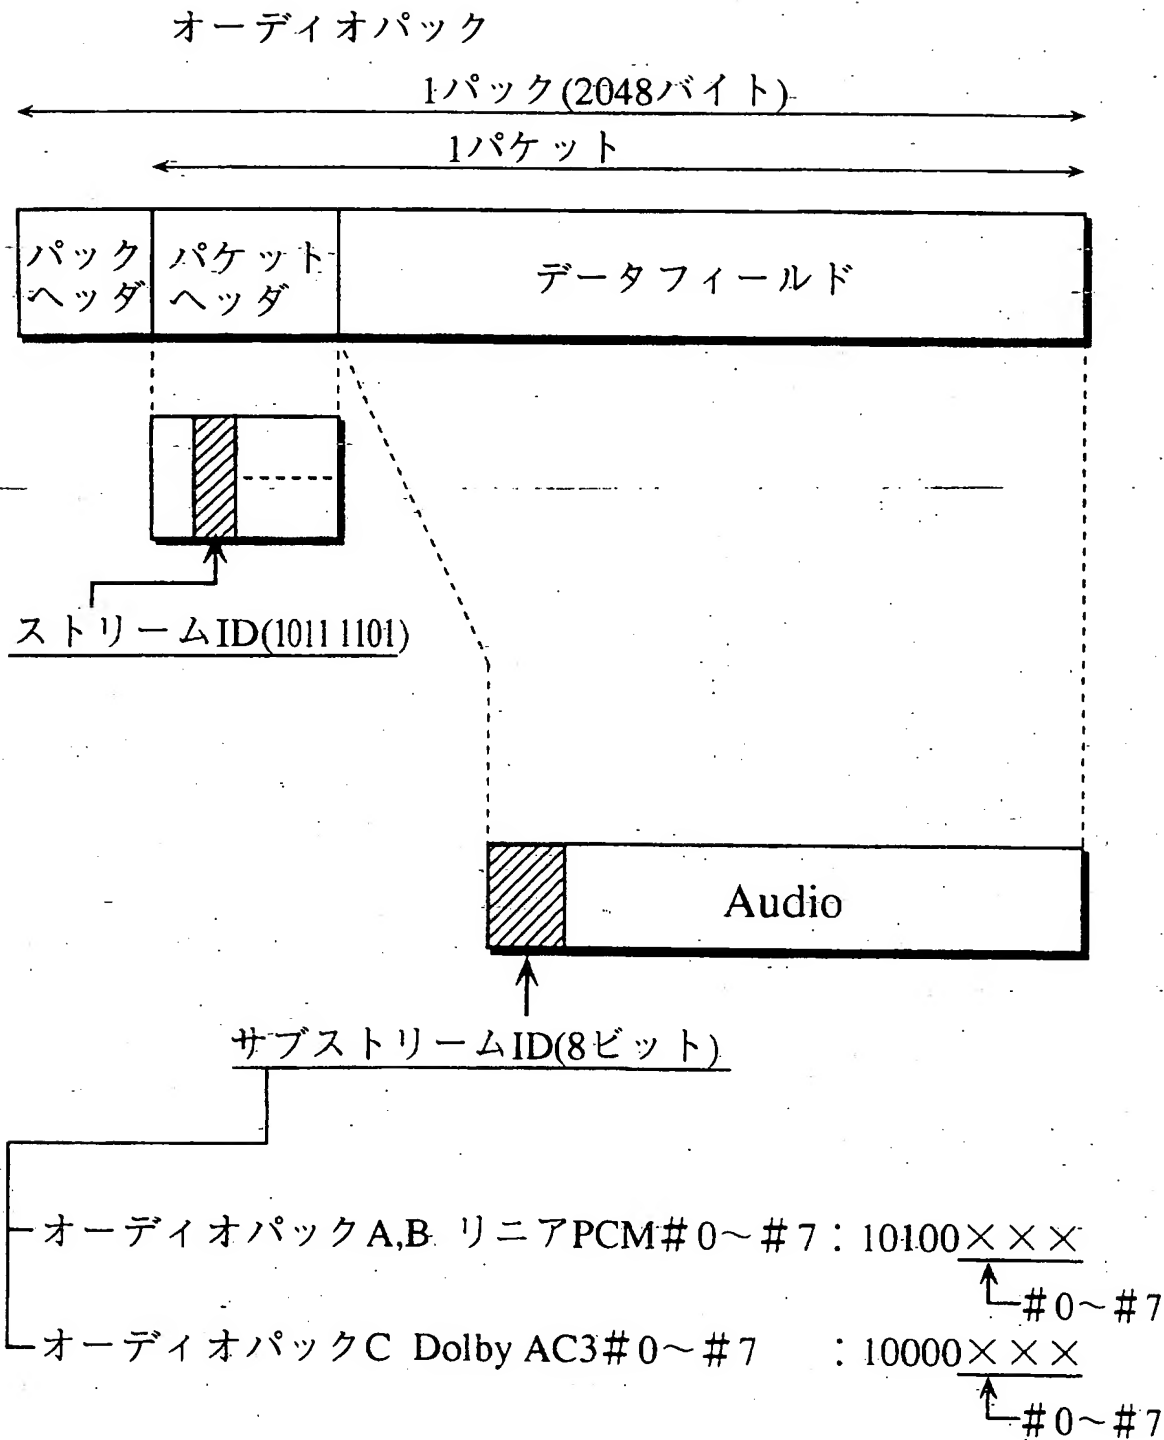 オーディオパック
1パック(2048バイト)
1パケット
パック
ヘッダ
パケット
ヘッダ
データフィールド
ストリームID(1011 1101)
Audio
サブストリームID(8ビット)
オーディオパックA,B リニアPCM#0~#7:10100×××
#0~#7
オーディオパックC Dolby AC3#0~#7 :10000×××
#0~#7